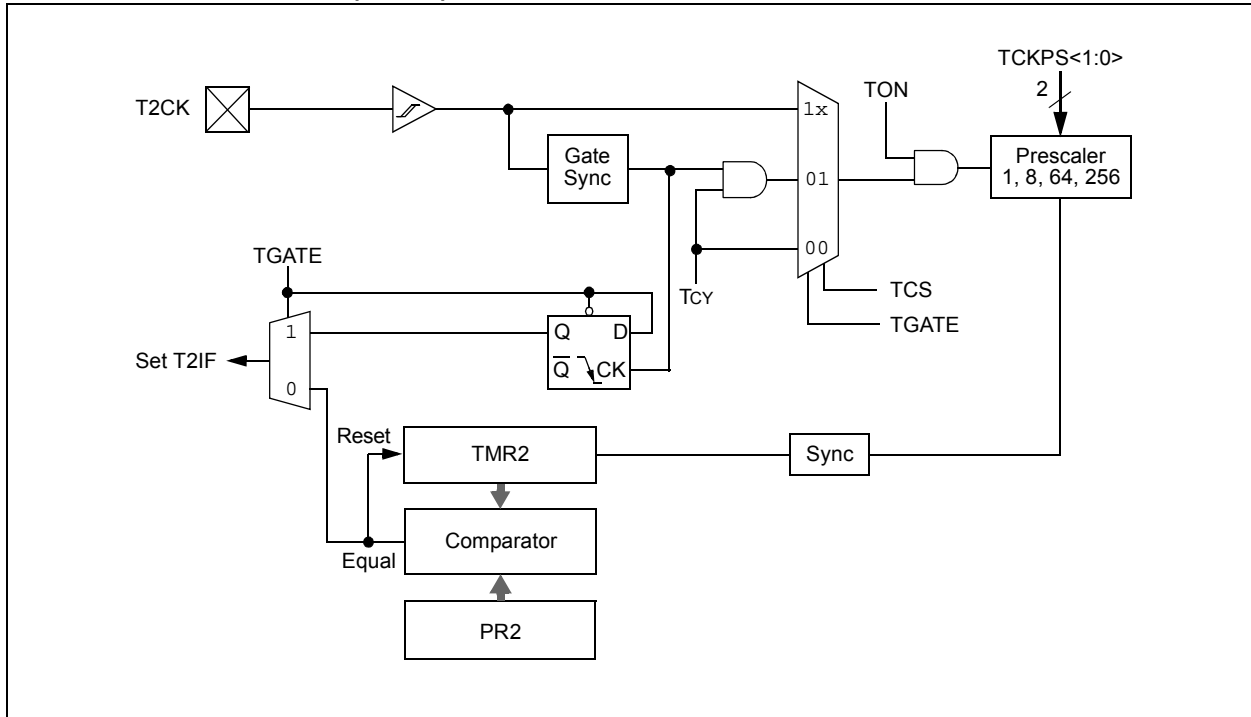 TCKPS<1:0>
2
TON
T2CK
1x
Prescaler
1, 8, 64, 256
Gate
Sync
01
00
TGATE
TCY
TCS
TGATE
1
Q
D
Set T2IF
Q
CK
0
Reset
TMR2
Sync
Comparator
Equal
PR2